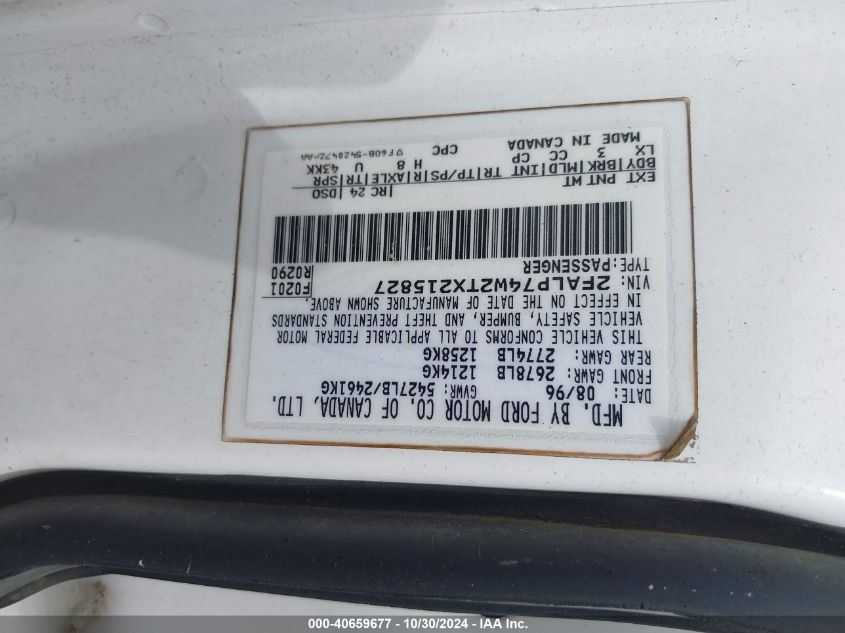 MFD. BY FORD MOTOR CO. OF CANADA, LTD.
DATE: 08/96 GVWR: 5427LB/2461KG
FRONT GAWR: 2678LB 1214KG
REAR GAWR: 2774LB 1258KG
THIS VEHICLE CONFORMS TO ALL APPLICABLE FEDERAL MOTOR
VEHICLE SAFETY, BUMPER, AND THEFT PREVENTION STANDARDS
IN EFFECT ON THE DATE OF MANUFACTURE SHOWN ABOVE.
VIN: 2FALP74W2TX215827 F0201
TYPE: PASSENGER R0290
EXT PNT WT |RC 24 |DSO
BDY|BRK|MLD|INT TR|TP/PS|R|AXLE|TR|SPR
LX 3 CC CP H 8 U 43KK
MADE IN CANADA CPC F60B-5420472-AA
000-40659677 - 10/30/2024 - IAA Inc.